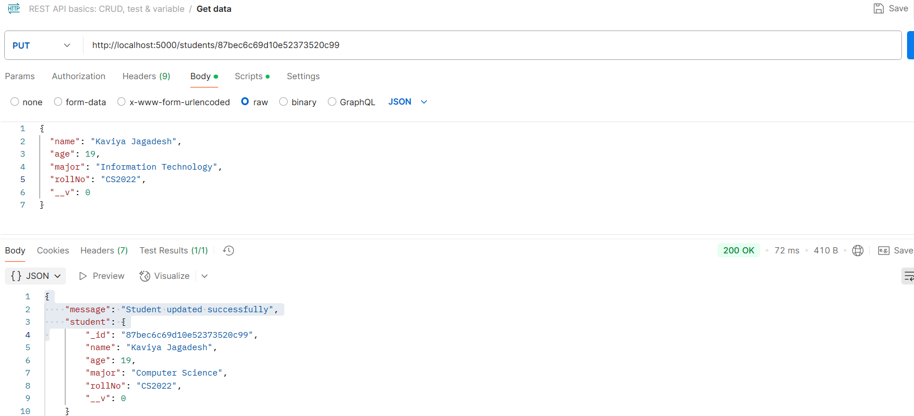 HTTP REST API basics: CRUD, test & variable / Get data Save
PUT http://localhost:5000/students/87bec6c69d10e52373520c99
Params Authorization Headers (9) Body Scripts Settings
none form-data x-www-form-urlencoded raw binary GraphQL JSON
1 {
2 "name": "Kaviya Jagadesh",
3 "age": 19,
4 "major": "Information Technology",
5 "rollNo": "CS2022",
6 "__v": 0
7 }
Body Cookies Headers (7) Test Results (1/1) 200 OK 72 ms 410 B Save
{} JSON Preview Visualize
1 {
2 "message": "Student updated successfully",
3 "student": {
4 "_id": "87bec6c69d10e52373520c99",
5 "name": "Kaviya Jagadesh",
6 "age": 19,
7 "major": "Computer Science",
8 "rollNo": "CS2022",
9 "__v": 0
10 }